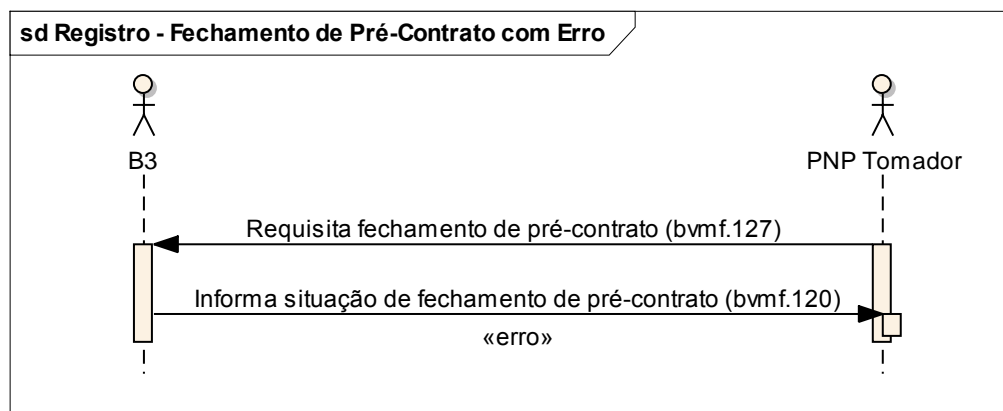 sd Registro - Fechamento de Pré-Contrato com Erro
B3
PNP Tomador
Requisita fechamento de pré-contrato (bvmf.127)
Informa situação de fechamento de pré-contrato (bvmf.120)
«erro»